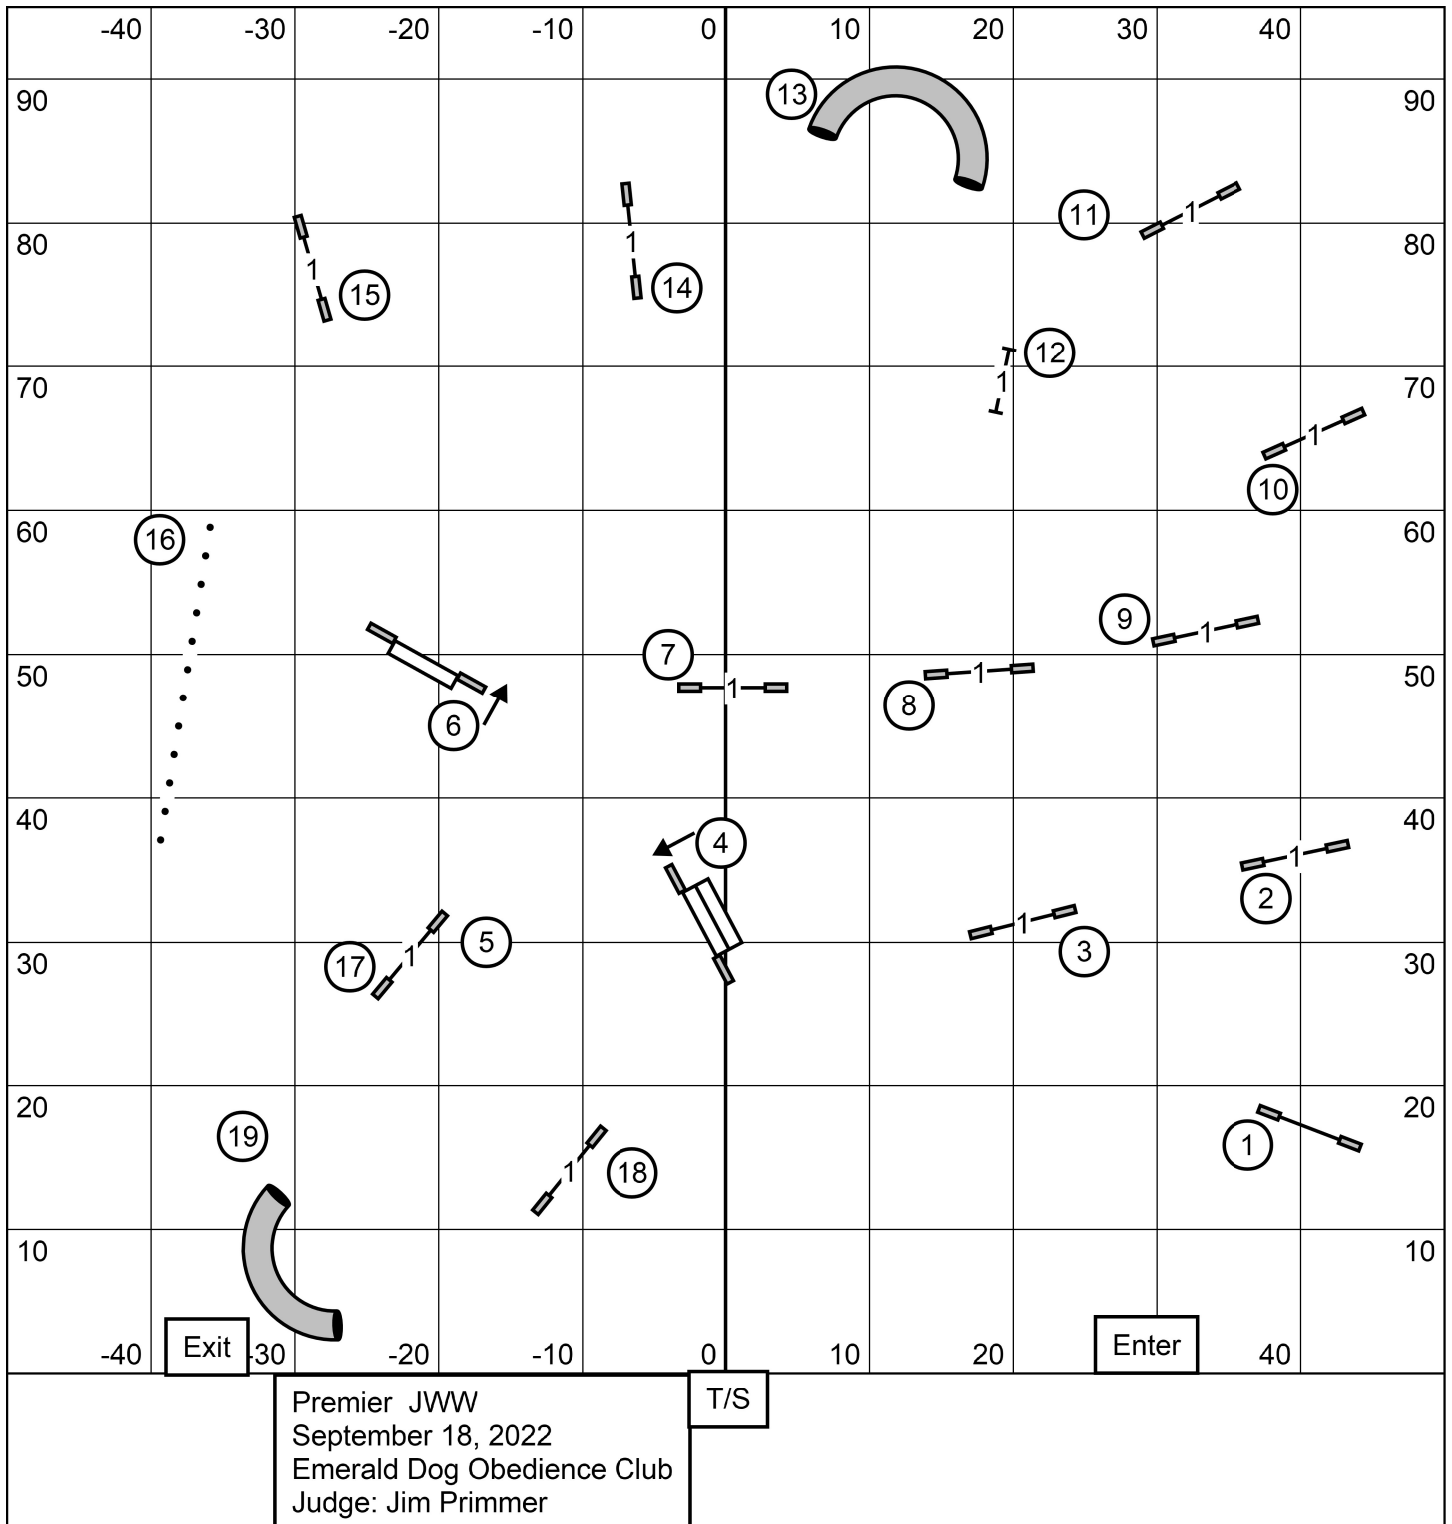 -40 -30 -20 -10 0 10 20 30 40
13
90 90
11 1
80 1 1 80
15 14
12
70 1 70
1
10
60 60
16
9
7 1
50 1 8 1 50
6
4
40 40
1
2
1
5 3
17 1
30 30
20 20
19 1
1 18
10 10
-40 Exit -30 -20 -10 0 10 20 Enter 40
T/S
Premier JWW
September 18, 2022
Emerald Dog Obedience Club
Judge: Jim Primmer